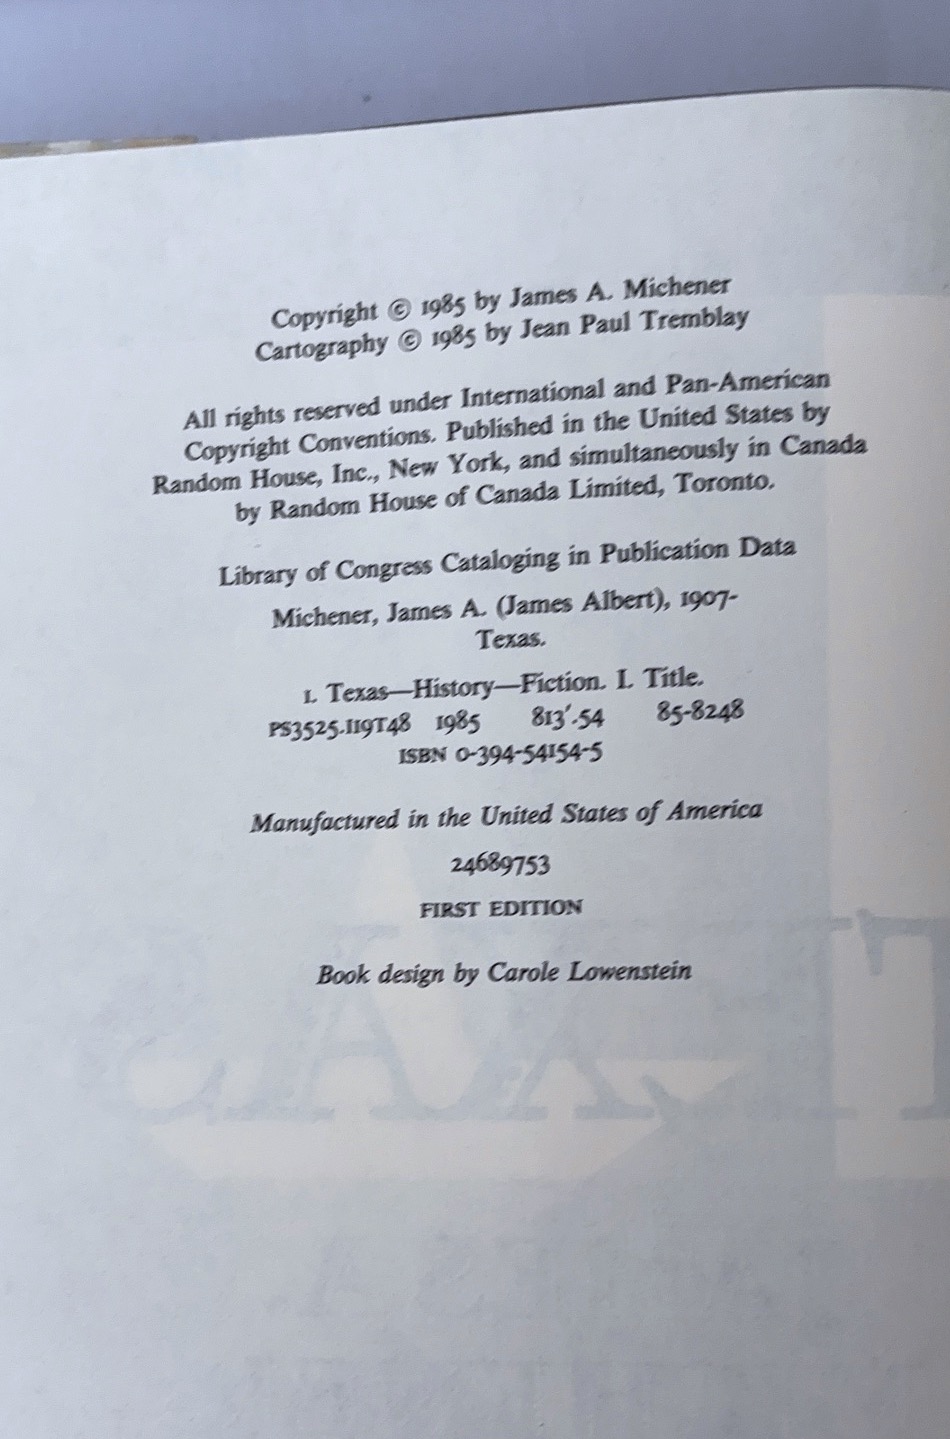 Copyright © 1985 by James A. Michener
Cartography © 1985 by Jean Paul Tremblay
All rights reserved under International and Pan-American
Copyright Conventions. Published in the United States by
Random House, Inc., New York, and simultaneously in Canada
by Random House of Canada Limited, Toronto.
Library of Congress Cataloging in Publication Data
Michener, James A. (James Albert), 1907-
Texas.
1. Texas—History—Fiction. I. Title.
PS3525.I19T48 1985 813'.54 85-8248
ISBN 0-394-54154-5
Manufactured in the United States of America
24689753
FIRST EDITION
Book design by Carole Lowenstein